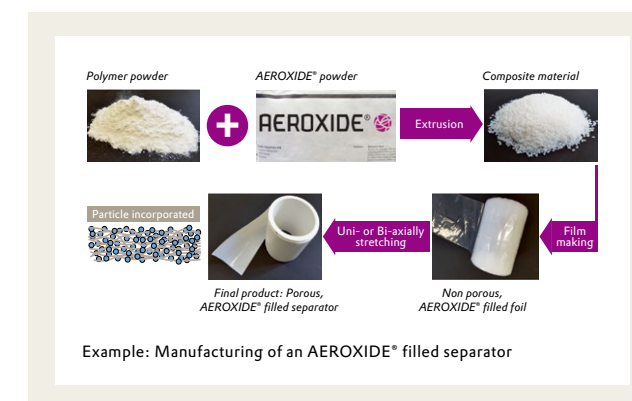 Polymer powder
AEROXIDE® powder
Composite material
AEROXIDE®
Extrusion
Particle incorporated
Uni- or Bi-axially
stretching
Film
making
Final product: Porous,
AEROXIDE® filled separator
Non porous,
AEROXIDE® filled foil
Example: Manufacturing of an AEROXIDE® filled separator